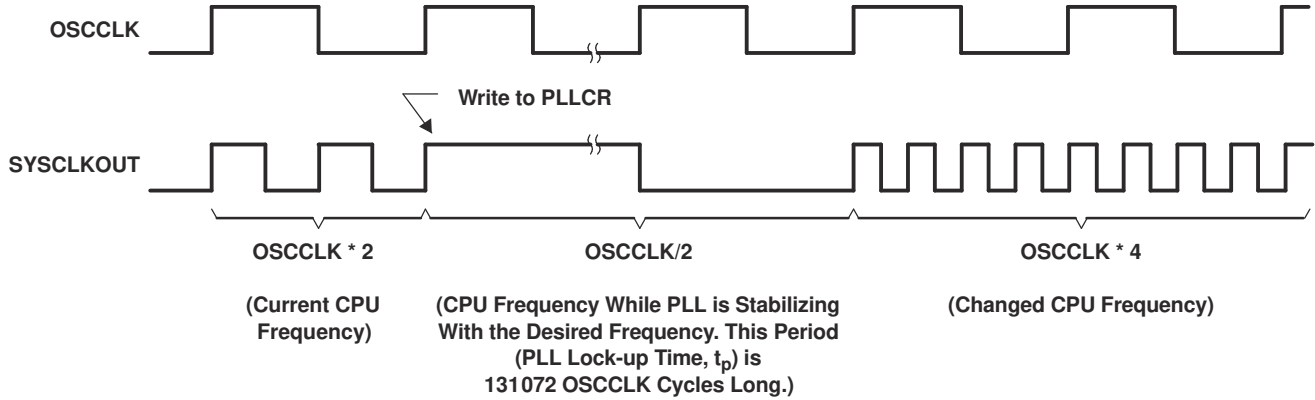 OSCCLK
Write to PLLCR
SYSCLKOUT
OSCCLK * 2
(Current CPU
Frequency)
OSCCLK/2
(CPU Frequency While PLL is Stabilizing
With the Desired Frequency. This Period
(PLL Lock-up Time, tp) is
131072 OSCCLK Cycles Long.)
OSCCLK * 4
(Changed CPU Frequency)